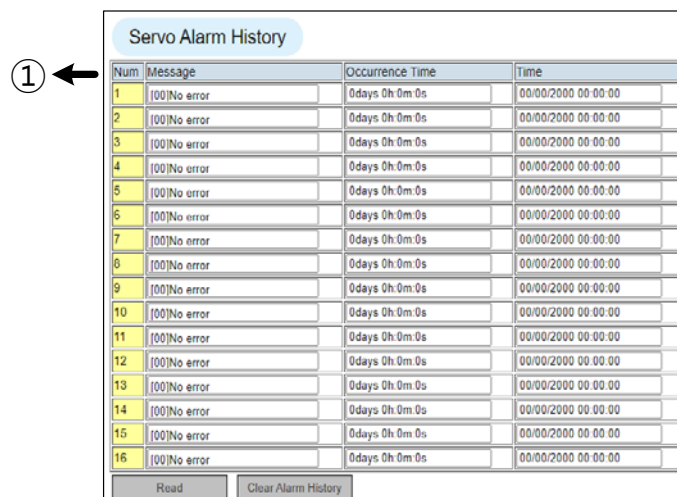 Servo Alarm History
①
Num Message Occurrence Time Time
1 [00]No error 0days 0h:0m:0s 00/00/2000 00:00:00
2 [00]No error 0days 0h:0m:0s 00/00/2000 00:00:00
3 [00]No error 0days 0h:0m:0s 00/00/2000 00:00:00
4 [00]No error 0days 0h:0m:0s 00/00/2000 00:00:00
5 [00]No error 0days 0h:0m:0s 00/00/2000 00:00:00
6 [00]No error 0days 0h:0m:0s 00/00/2000 00:00:00
7 [00]No error 0days 0h:0m:0s 00/00/2000 00:00:00
8 [00]No error 0days 0h:0m:0s 00/00/2000 00:00:00
9 [00]No error 0days 0h:0m:0s 00/00/2000 00:00:00
10 [00]No error 0days 0h:0m:0s 00/00/2000 00:00:00
11 [00]No error 0days 0h:0m:0s 00/00/2000 00:00:00
12 [00]No error 0days 0h:0m:0s 00/00/2000 00:00:00
13 [00]No error 0days 0h:0m:0s 00/00/2000 00:00:00
14 [00]No error 0days 0h:0m:0s 00/00/2000 00:00:00
15 [00]No error 0days 0h:0m:0s 00/00/2000 00:00:00
16 [00]No error 0days 0h:0m:0s 00/00/2000 00:00:00
Read Clear Alarm History